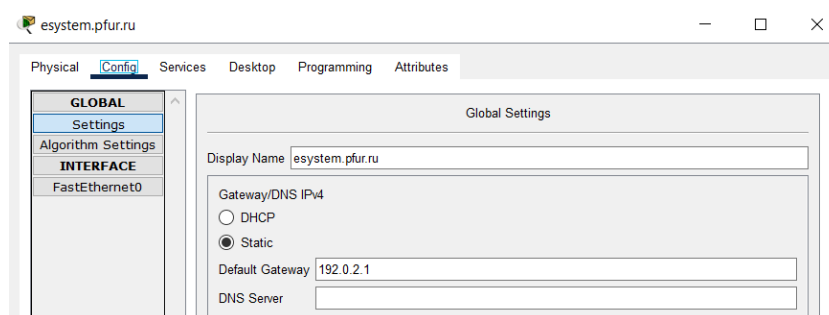 esystem.pfur.ru
Physical Config Services Desktop Programming Attributes
GLOBAL
Settings
Algorithm Settings
INTERFACE
FastEthernet0
Global Settings
Display Name esystem.pfur.ru
Gateway/DNS IPv4
DHCP
Static
Default Gateway 192.0.2.1
DNS Server